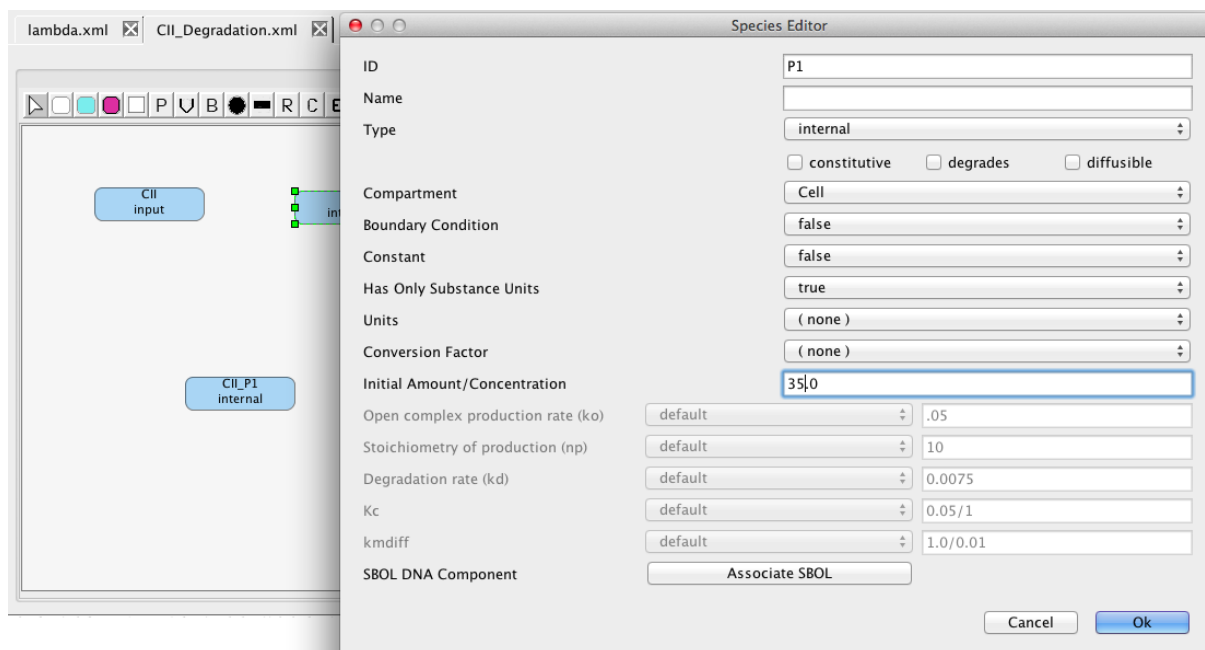 lambda.xml
CII_Degradation.xml
Species Editor
P V B R C E
CII
input
int
CII_P1
internal
ID P1
Name
Type internal
constitutive degrades diffusible
Compartment Cell
Boundary Condition false
Constant false
Has Only Substance Units true
Units ( none )
Conversion Factor ( none )
Initial Amount/Concentration 35.0
Open complex production rate (ko) default .05
Stoichiometry of production (np) default 10
Degradation rate (kd) default 0.0075
Kc default 0.05/1
kmdiff default 1.0/0.01
SBOL DNA Component Associate SBOL
Cancel Ok